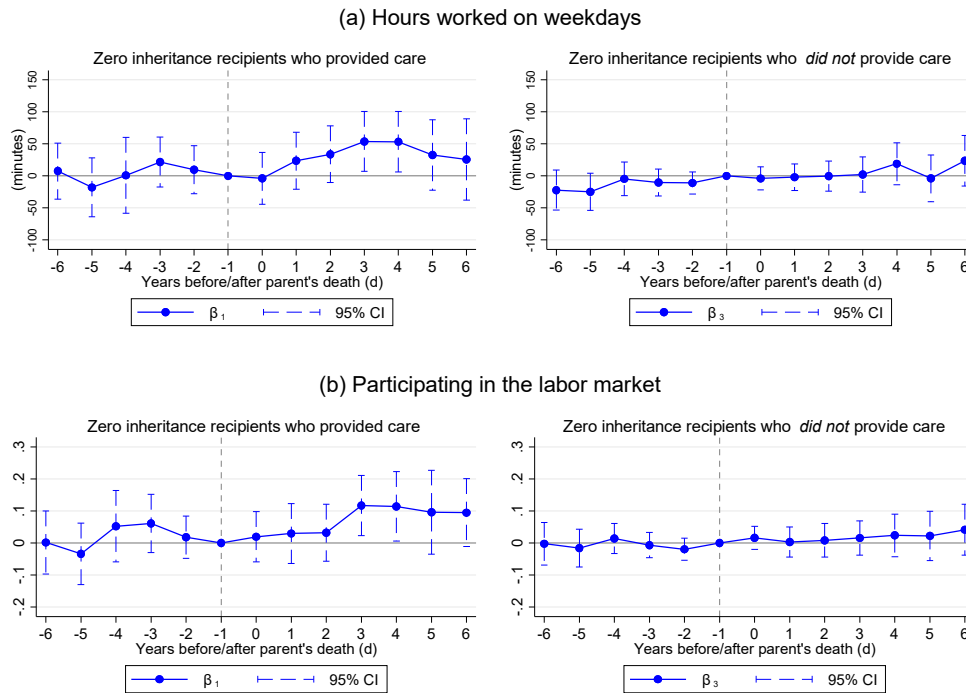 (a) Hours worked on weekdays
Zero inheritance recipients who provided care
(minutes)
150
100
50
0
-50
-100
-6 -5 -4 -3 -2 -1 0 1 2 3 4 5 6
Years before/after parent's death (d)
β₁ 95% CI
Zero inheritance recipients who did not provide care
(minutes)
150
100
50
0
-50
-100
-6 -5 -4 -3 -2 -1 0 1 2 3 4 5 6
Years before/after parent's death (d)
β₃ 95% CI
(b) Participating in the labor market
Zero inheritance recipients who provided care
.3
.2
.1
0
-.1
-.2
-6 -5 -4 -3 -2 -1 0 1 2 3 4 5 6
Years before/after parent's death (d)
β₁ 95% CI
Zero inheritance recipients who did not provide care
.3
.2
.1
0
-.1
-.2
-6 -5 -4 -3 -2 -1 0 1 2 3 4 5 6
Years before/after parent's death (d)
β₃ 95% CI